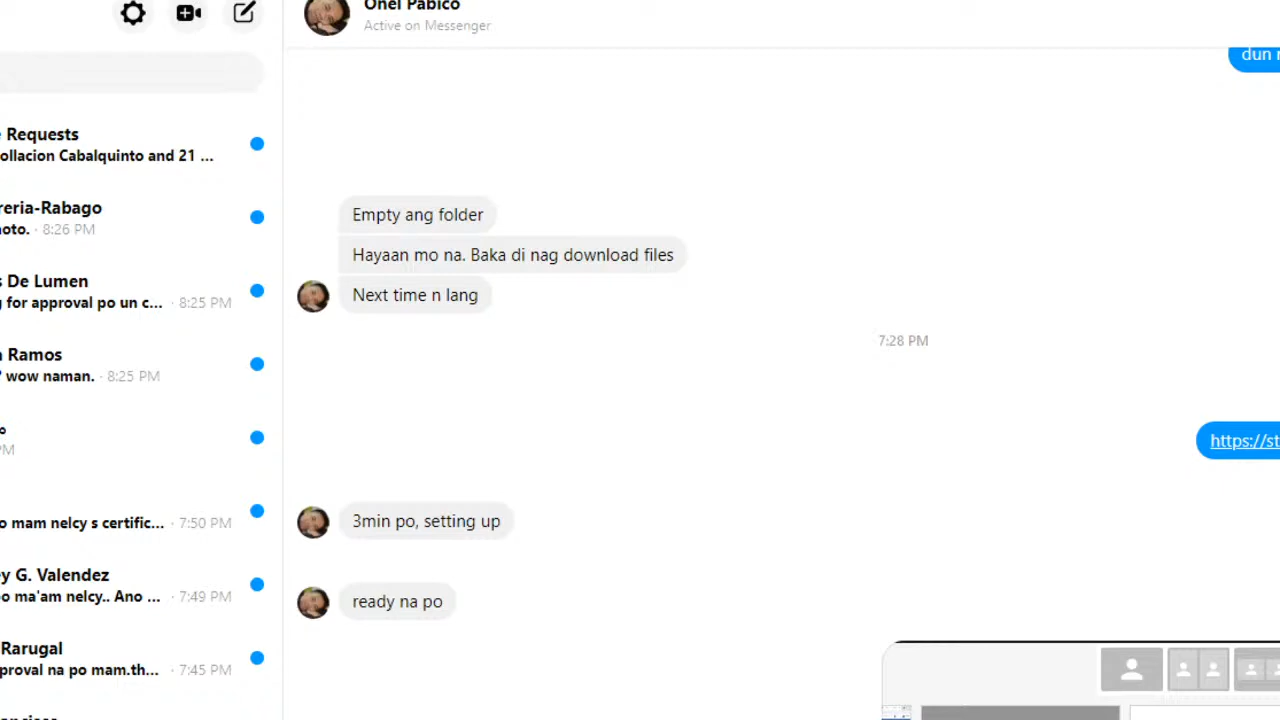 Requests
ollacion Cabalquinto and 21 ...
reria-Rabago
oto. · 8:26 PM
De Lumen
for approval po un c... · 8:25 PM
Ramos
wow naman. · 8:25 PM
PM
o mam nelcy s certific... · 7:50 PM
y G. Valendez
o ma'am nelcy.. Ano ... · 7:49 PM
Rarugal
proval na po mam.th... · 7:45 PM
Onel Pabico
Active on Messenger
dun
Empty ang folder
Hayaan mo na. Baka di nag download files
Next time n lang
7:28 PM
https://st
3min po, setting up
ready na po